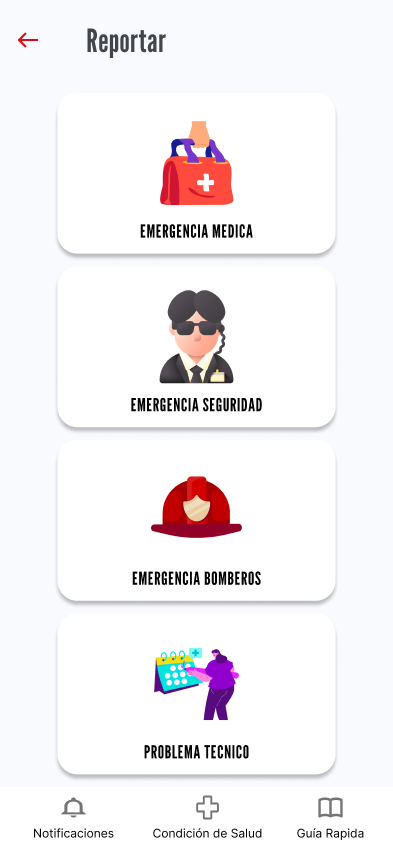 Reportar
EMERGENCIA MEDICA
EMERGENCIA SEGURIDAD
EMERGENCIA BOMBEROS
PROBLEMA TECNICO
Notificaciones
Condición de Salud
Guía Rapida